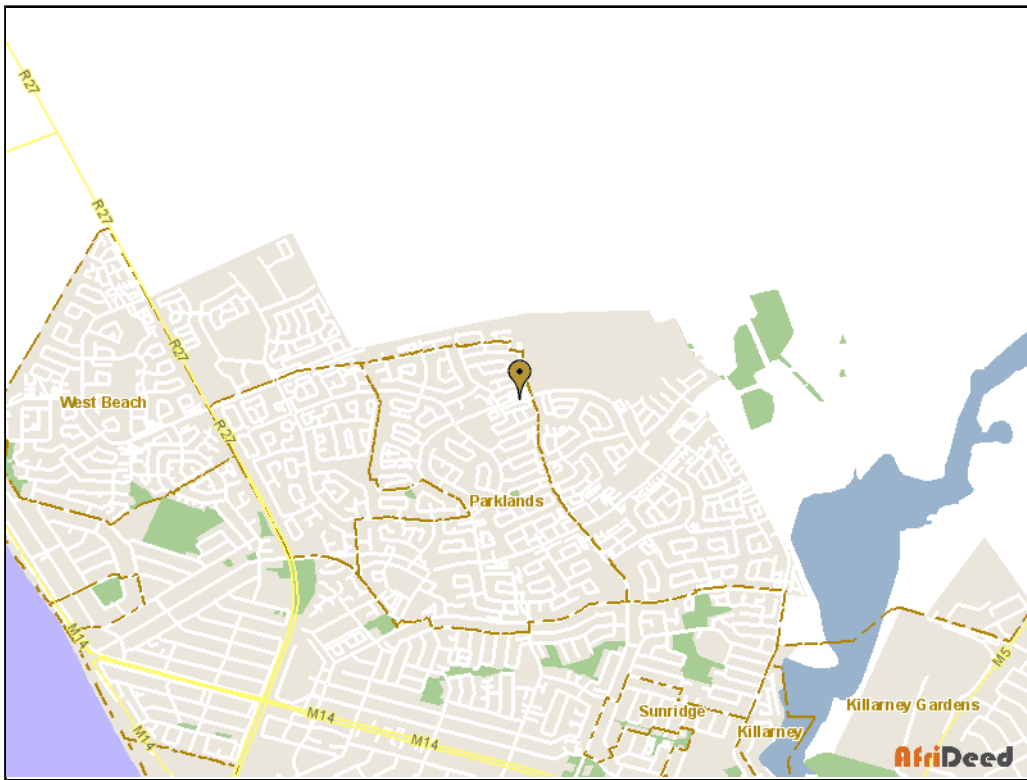 R27
R27
R27
West Beach
R27
Parklands
M14
M5
Sunridge
Killarney Gardens
M14
Killarney
M14
M14
AfriDeed